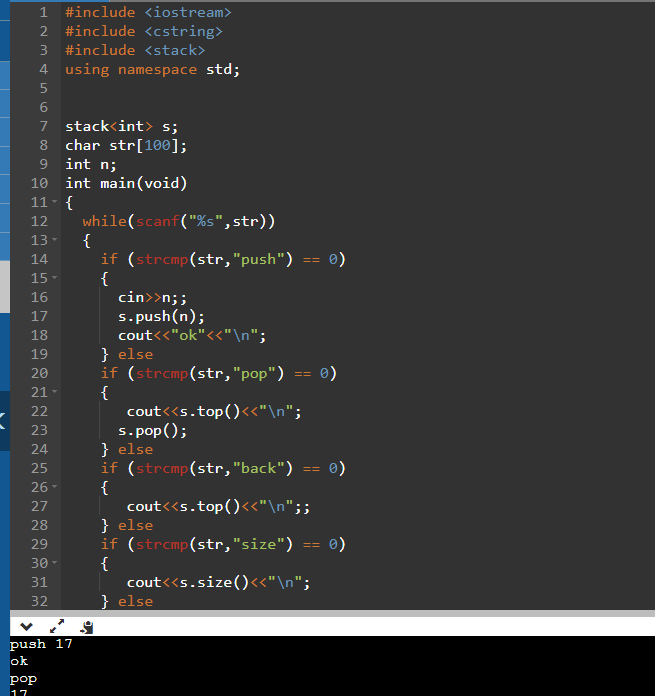 1 #include <iostream>
2 #include <cstring>
3 #include <stack>
4 using namespace std;
5
6
7 stack<int> s;
8 char str[100];
9 int n;
10 int main(void)
11 {
12 while(scanf("%s",str))
13 {
14 if (strcmp(str,"push") == 0)
15 {
16 cin>>n;;
17 s.push(n);
18 cout<<"ok"<<"\n";
19 } else
20 if (strcmp(str,"pop") == 0)
21 {
22 cout<<s.top()<<"\n";
23 s.pop();
24 } else
25 if (strcmp(str,"back") == 0)
26 {
27 cout<<s.top()<<"\n";;
28 } else
29 if (strcmp(str,"size") == 0)
30 {
31 cout<<s.size()<<"\n";
32 } else
push 17
ok
pop
17